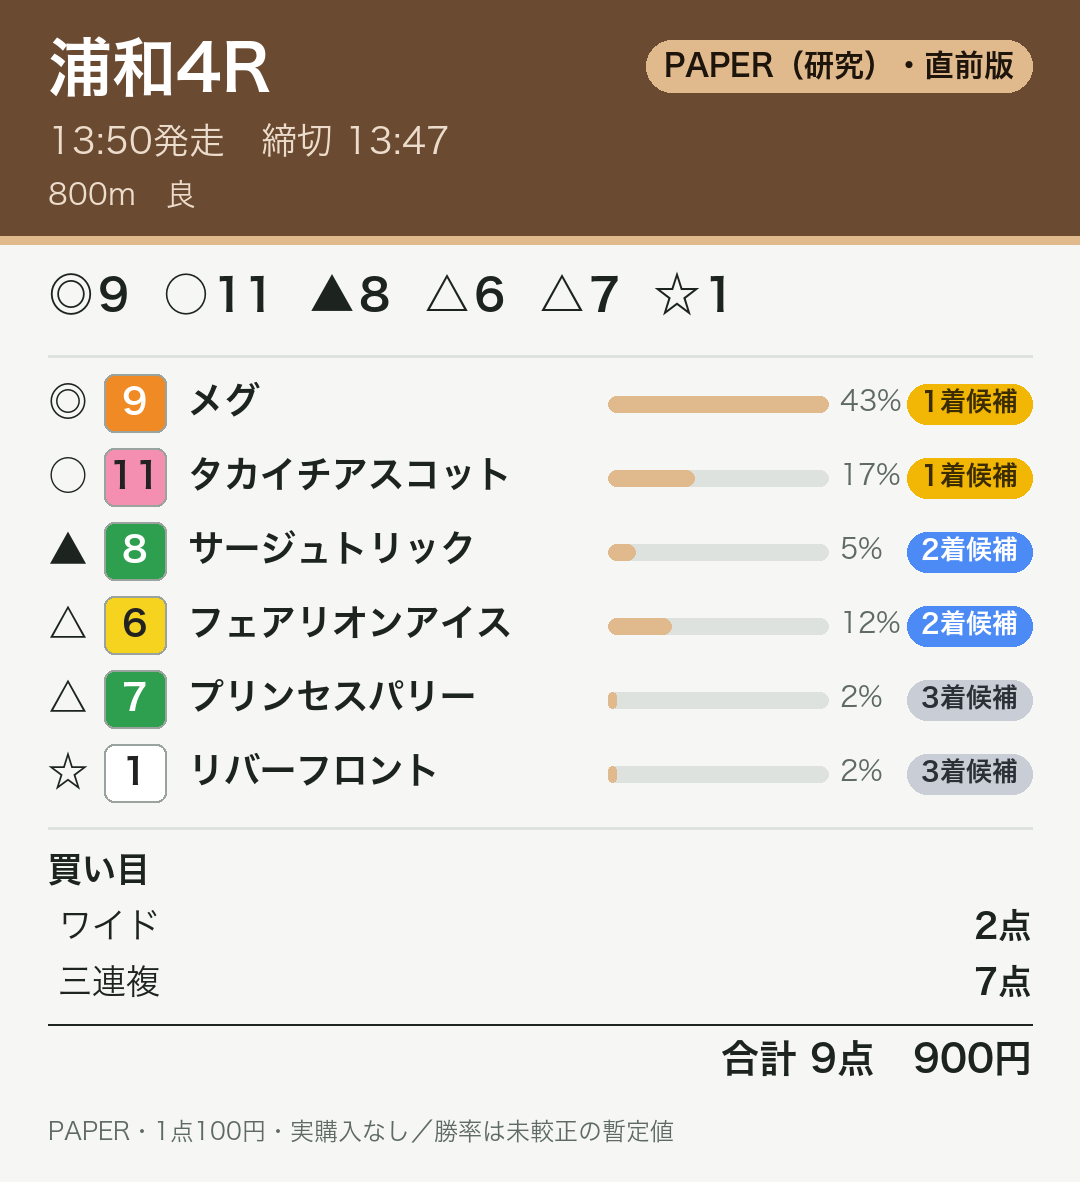 浦和4R
PAPER（研究）・直前版
13:50発走　締切 13:47
800m　良
◎9 ○11 ▲8 △6 △7 ☆1
◎ 9 メグ 43% 1着候補
○ 11 タカイチアスコット 17% 1着候補
▲ 8 サージュトリック 5% 2着候補
△ 6 フェアリオンアイス 12% 2着候補
△ 7 プリンセスパリー 2% 3着候補
☆ 1 リバーフロント 2% 3着候補
買い目
ワイド 2点
三連複 7点
合計 9点　900円
PAPER・1点100円・実購入なし／勝率は未較正の暫定値